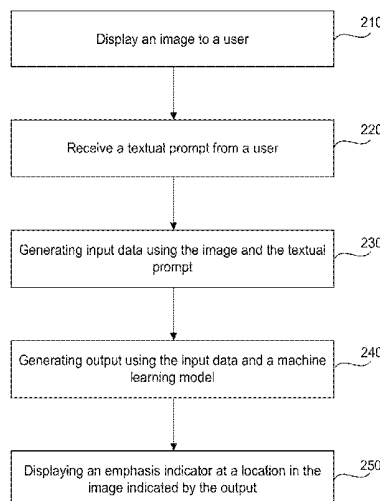 210
Display an image to a user
220
Receive a textual prompt from a user
230
Generating input data using the image and the textual
prompt
240
Generating output using the input data and a machine
learning model
250
Displaying an emphasis indicator at a location in the
image indicated by the output